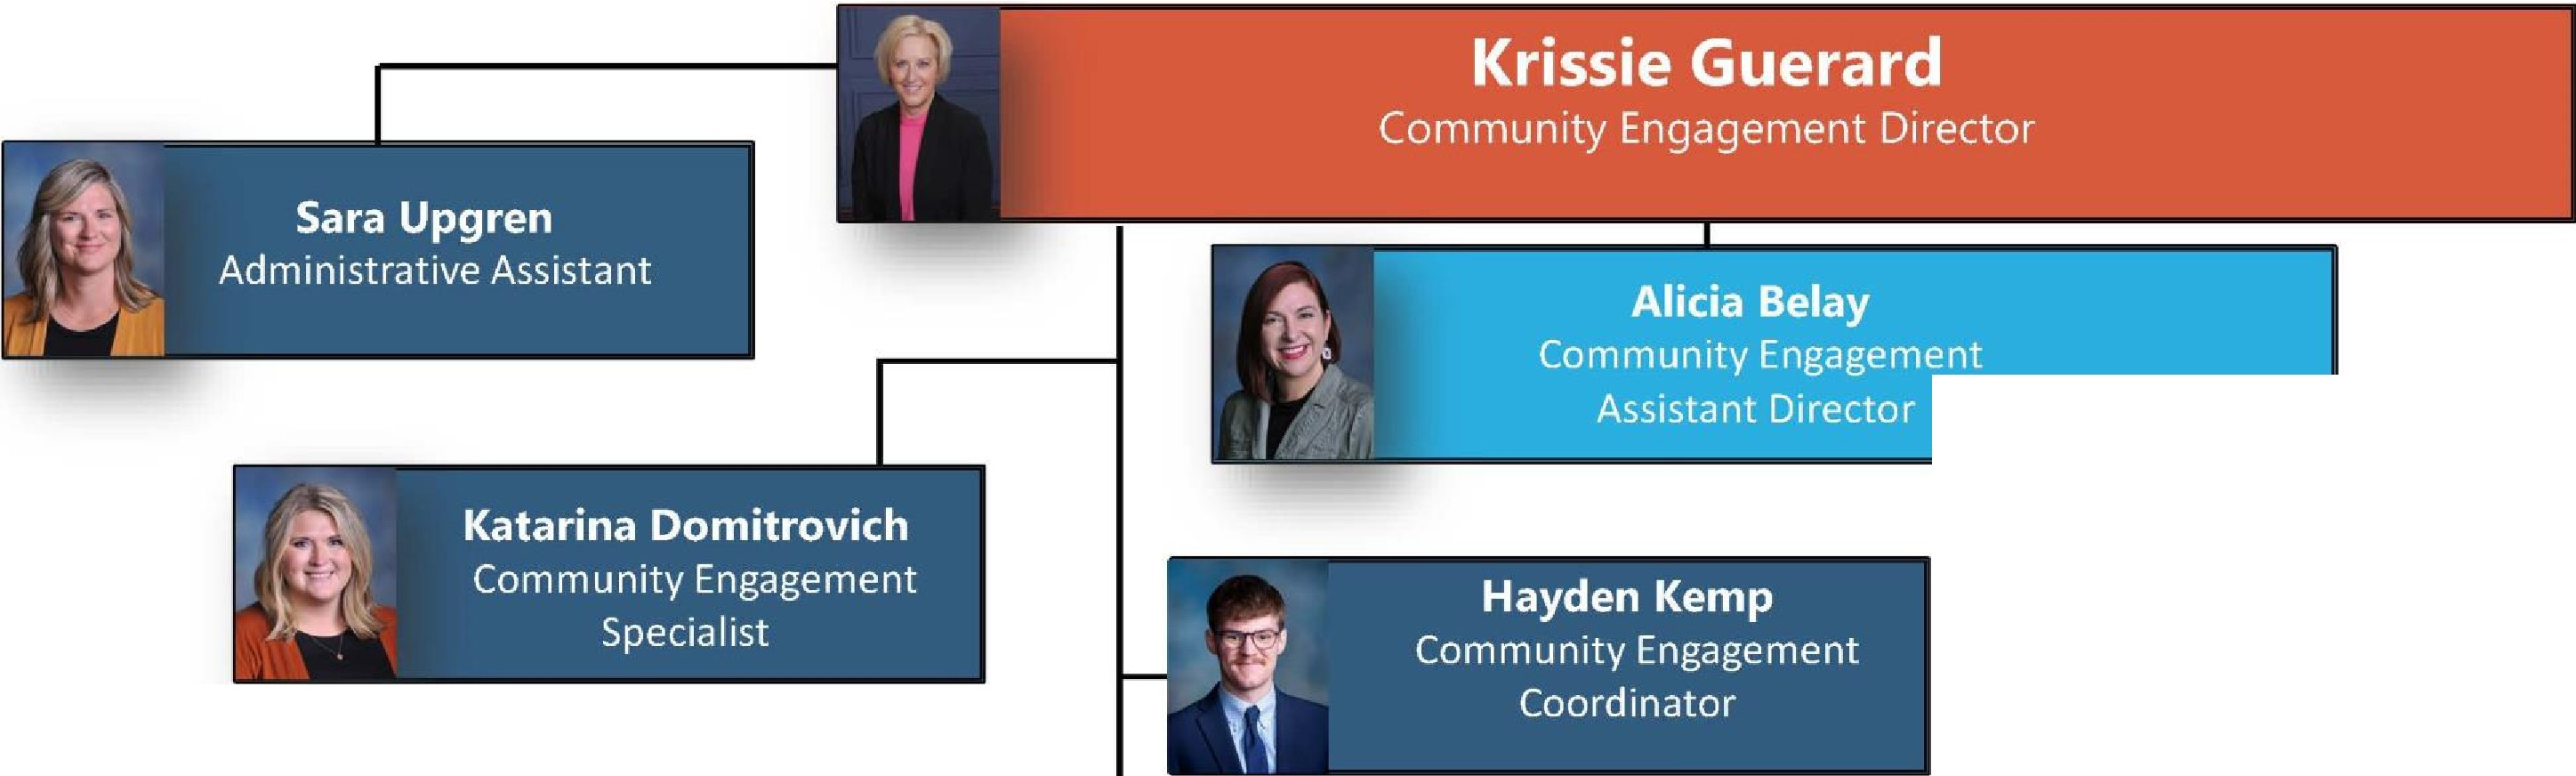 Krissie Guerard
Community Engagement Director
Sara Upgren
Administrative Assistant
Alicia Belay
Community Engagement
Assistant Director
Katarina Domitrovich
Community Engagement
Specialist
Hayden Kemp
Community Engagement
Coordinator